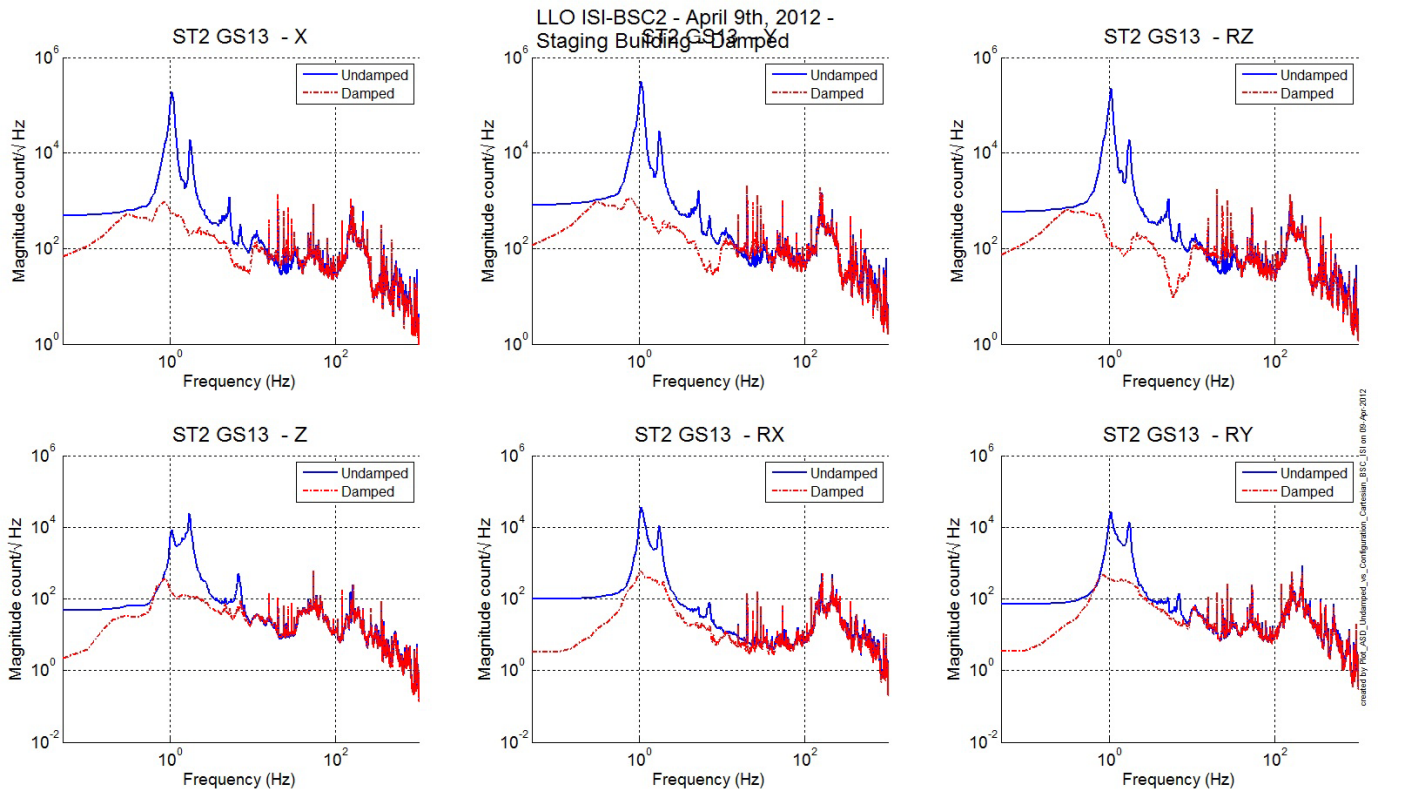 LLO ISI-BSC2 - April 9th, 2012 -
Staging Building - Damped
ST2 GS13 - X
10^6
10^4
10^2
10^0
Magnitude count/√ Hz
Undamped
Damped
10^0
10^2
Frequency (Hz)
ST2 GS13 - Y
10^6
10^4
10^2
10^0
Magnitude count/√ Hz
Undamped
Damped
10^0
10^2
Frequency (Hz)
ST2 GS13 - RZ
10^6
10^4
10^2
10^0
Magnitude count/√ Hz
Undamped
Damped
10^0
10^2
Frequency (Hz)
ST2 GS13 - Z
10^6
10^4
10^2
10^0
10^-2
Magnitude count/√ Hz
Undamped
Damped
10^0
10^2
Frequency (Hz)
ST2 GS13 - RX
10^6
10^4
10^2
10^0
10^-2
Magnitude count/√ Hz
Undamped
Damped
10^0
10^2
Frequency (Hz)
ST2 GS13 - RY
10^6
10^4
10^2
10^0
10^-2
Magnitude count/√ Hz
Undamped
Damped
10^0
10^2
Frequency (Hz)
created by Plot_ASD_Undamped_vs_Configuration_Cartesian_BSC_ISI on 09-Apr-2012